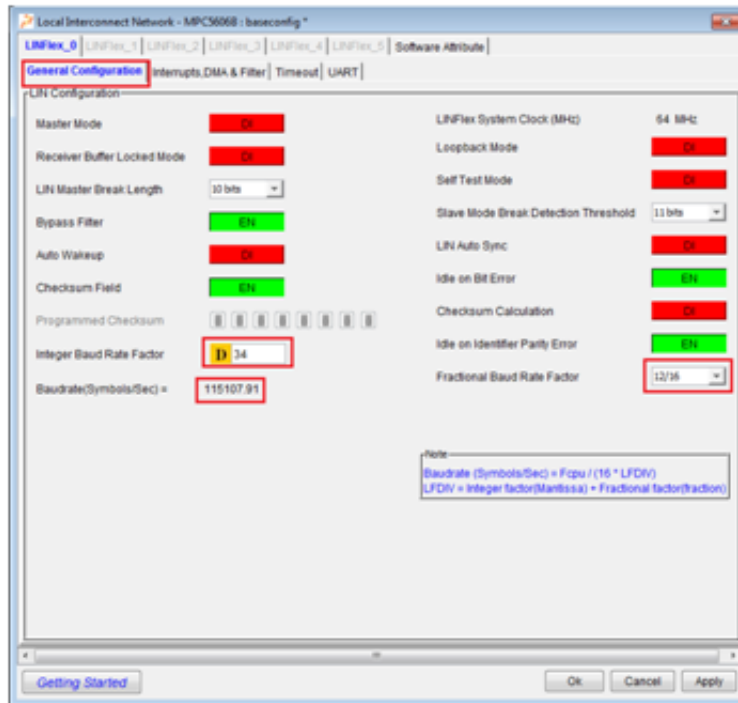 Local Interconnect Network - MPC5606B : baseconfig *
LINFlex_0 LINFlex_1 LINFlex_2 LINFlex_3 LINFlex_4 LINFlex_5 Software Attribute
General Configuration Interrupts,DMA & Filter Timeout UART
LIN Configuration
Master Mode DI
Receiver Buffer Locked Mode DI
LIN Master Break Length 10 bits
Bypass Filter EN
Auto Wakeup DI
Checksum Field EN
Programmed Checksum
Integer Baud Rate Factor D 34
Baudrate(Symbols/Sec) = 115107.91
LINFlex System Clock (MHz) 64 MHz
Loopback Mode DI
Self Test Mode DI
Slave Mode Break Detection Threshold 11 bits
LIN Auto Sync DI
Idle on Bit Error EN
Checksum Calculation DI
Idle on Identifier Parity Error EN
Fractional Baud Rate Factor 12/16
Note
Baudrate (Symbols/Sec) = Fcpu / (16 * LFDIV)
LFDIV = Integer factor(Mantissa) + Fractional factor(fraction)
Getting Started Ok Cancel Apply